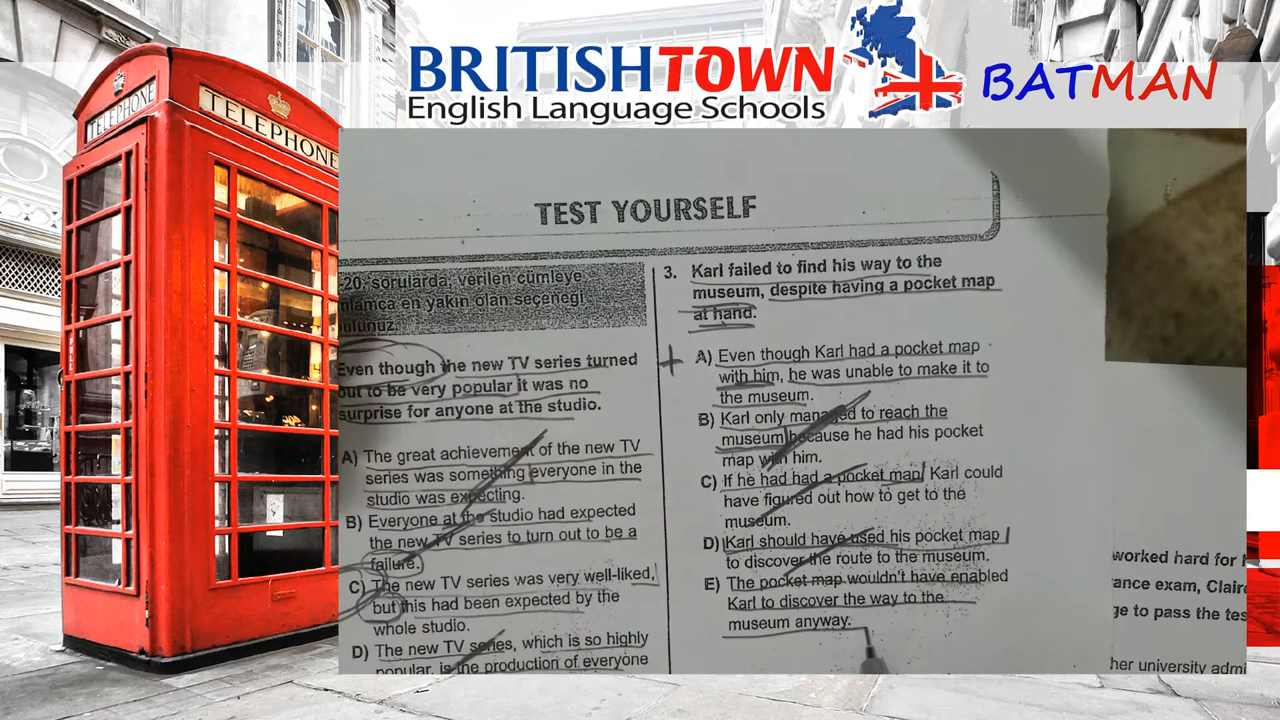 BRITISHTOWN
English Language Schools
BATMAN
TELEPHONE
TELEPHONE
TEST YOURSELF
-20. sorularda, verilen cümleye
anlamca en yakın olan seçeneği
bulunuz.
Even though the new TV series turned
out to be very popular it was no
surprise for anyone at the studio.
A) The great achievement of the new TV
series was something everyone in the
studio was expecting.
B) Everyone at the studio had expected
the new TV series to turn out to be a
failure.
C) The new TV series was very well-liked,
but this had been expected by the
whole studio.
D) The new TV series, which is so highly
popular, is the production of everyone
3. Karl failed to find his way to the
museum, despite having a pocket map
at hand.
A) Even though Karl had a pocket map
with him, he was unable to make it to
the museum.
B) Karl only managed to reach the
museum because he had his pocket
map with him.
C) If he had had a pocket map, Karl could
have figured out how to get to the
museum.
D) Karl should have used his pocket map
to discover the route to the museum.
E) The pocket map wouldn't have enabled
Karl to discover the way to the
museum anyway.
worked hard for
ance exam, Claire
ge to pass the tes
her university admi